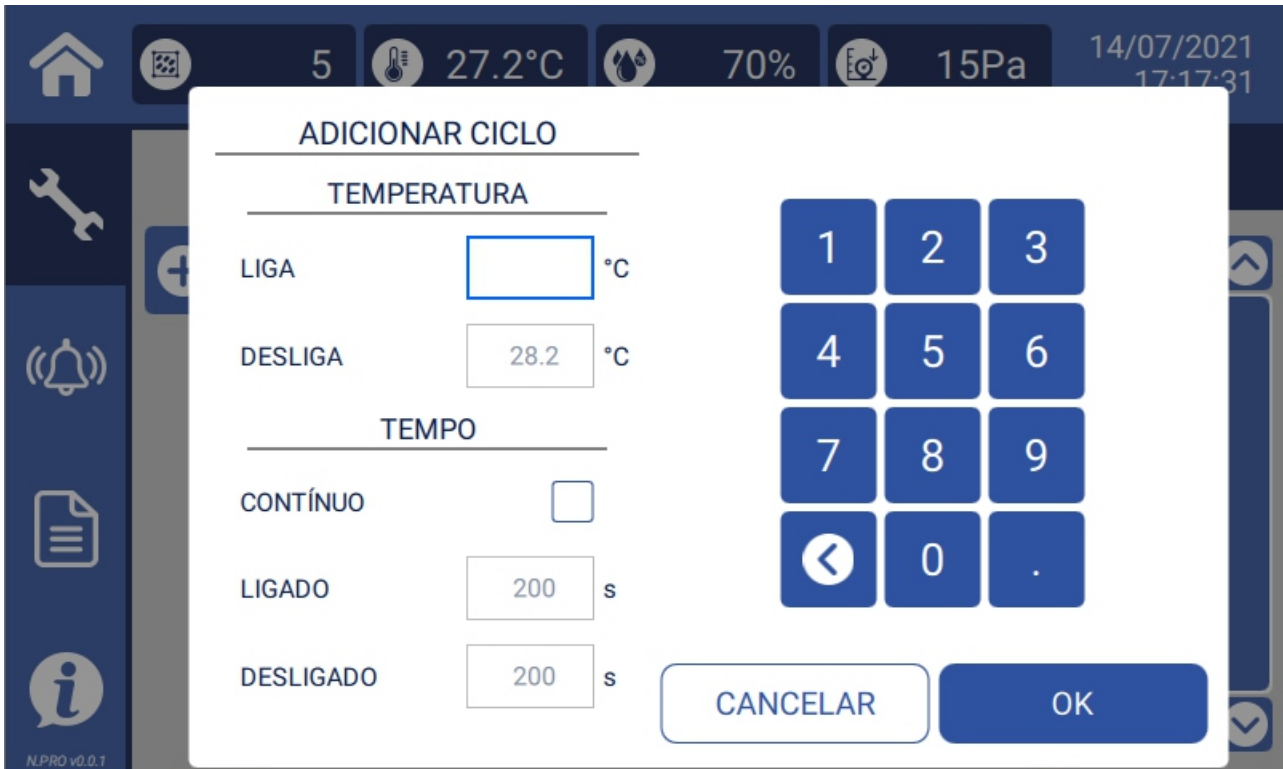 5 27.2°C 70% 15Pa 14/07/2021
17:17:31
ADICIONAR CICLO
TEMPERATURA
LIGA °C
DESLIGA 28.2 °C
TEMPO
CONTÍNUO
LIGADO 200 s
DESLIGADO 200 s
1 2 3
4 5 6
7 8 9
0 .
CANCELAR OK
N.PRO v0.0.1